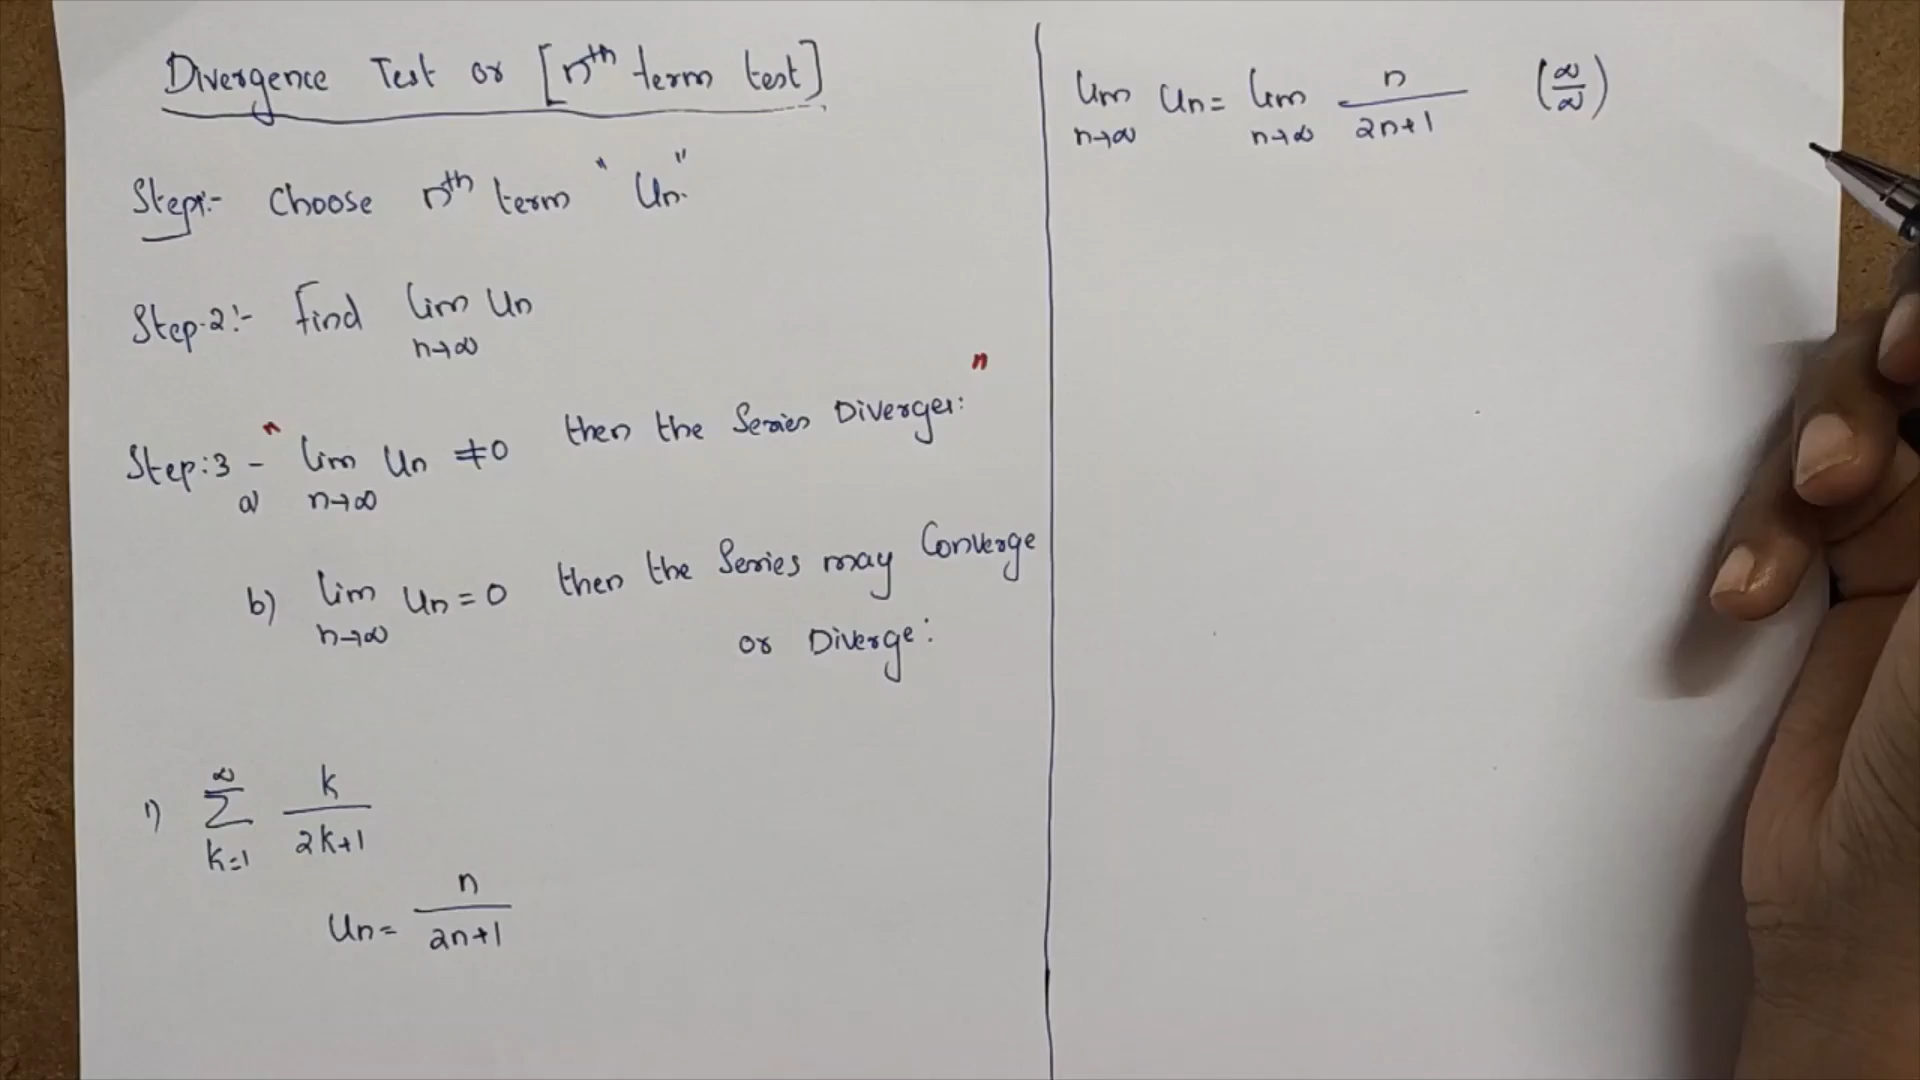 Divergence Test or [nth term test]
Step1:- Choose nth term "Un"
Step-2:- Find lim Un
n→∞
Step:3 - " lim Un ≠0 then the Series Diverges: "
a) n→∞
b) lim Un = 0 then the Series may Converge
n→∞ or Diverge:
1) ∞ Σ k=1 k/(2k+1)
Un = n/(2n+1)
lim n→∞ Un = lim n→∞ n/(2n+1) (∞/∞)